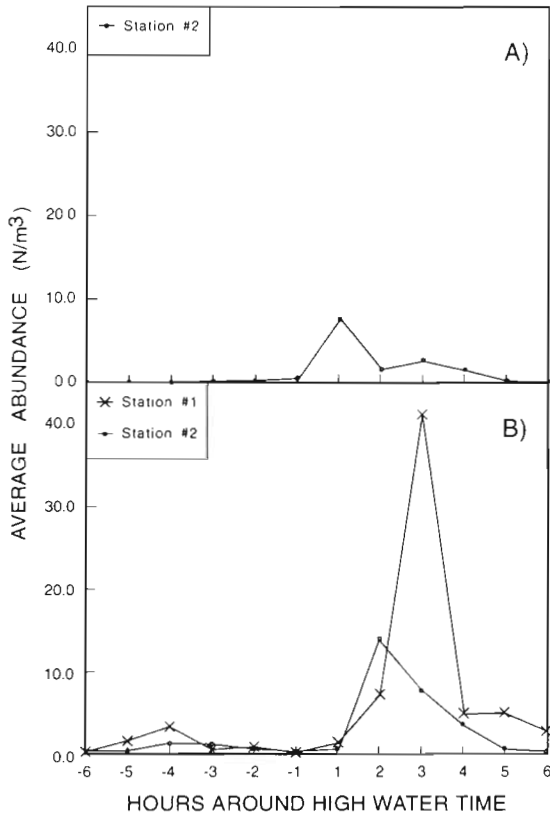 Station #2
A)
40.0
30.0
20.0
10.0
0.0
Station #1
Station #2
B)
40.0
30.0
20.0
10.0
0.0
-6 -5 -4 -3 -2 -1 1 2 3 4 5 6
HOURS AROUND HIGH WATER TIME
AVERAGE ABUNDANCE (N/m³)